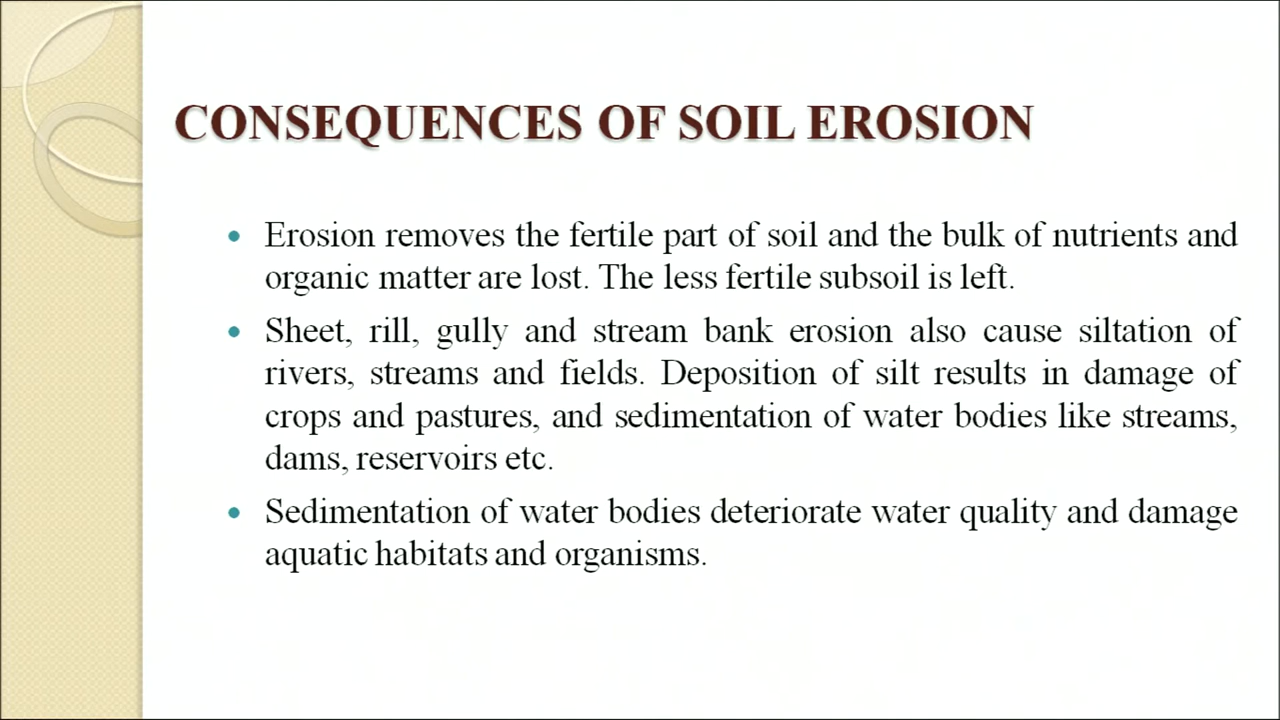 CONSEQUENCES OF SOIL EROSION
• Erosion removes the fertile part of soil and the bulk of nutrients and
organic matter are lost. The less fertile subsoil is left.
• Sheet, rill, gully and stream bank erosion also cause siltation of
rivers, streams and fields. Deposition of silt results in damage of
crops and pastures, and sedimentation of water bodies like streams,
dams, reservoirs etc.
• Sedimentation of water bodies deteriorate water quality and damage
aquatic habitats and organisms.